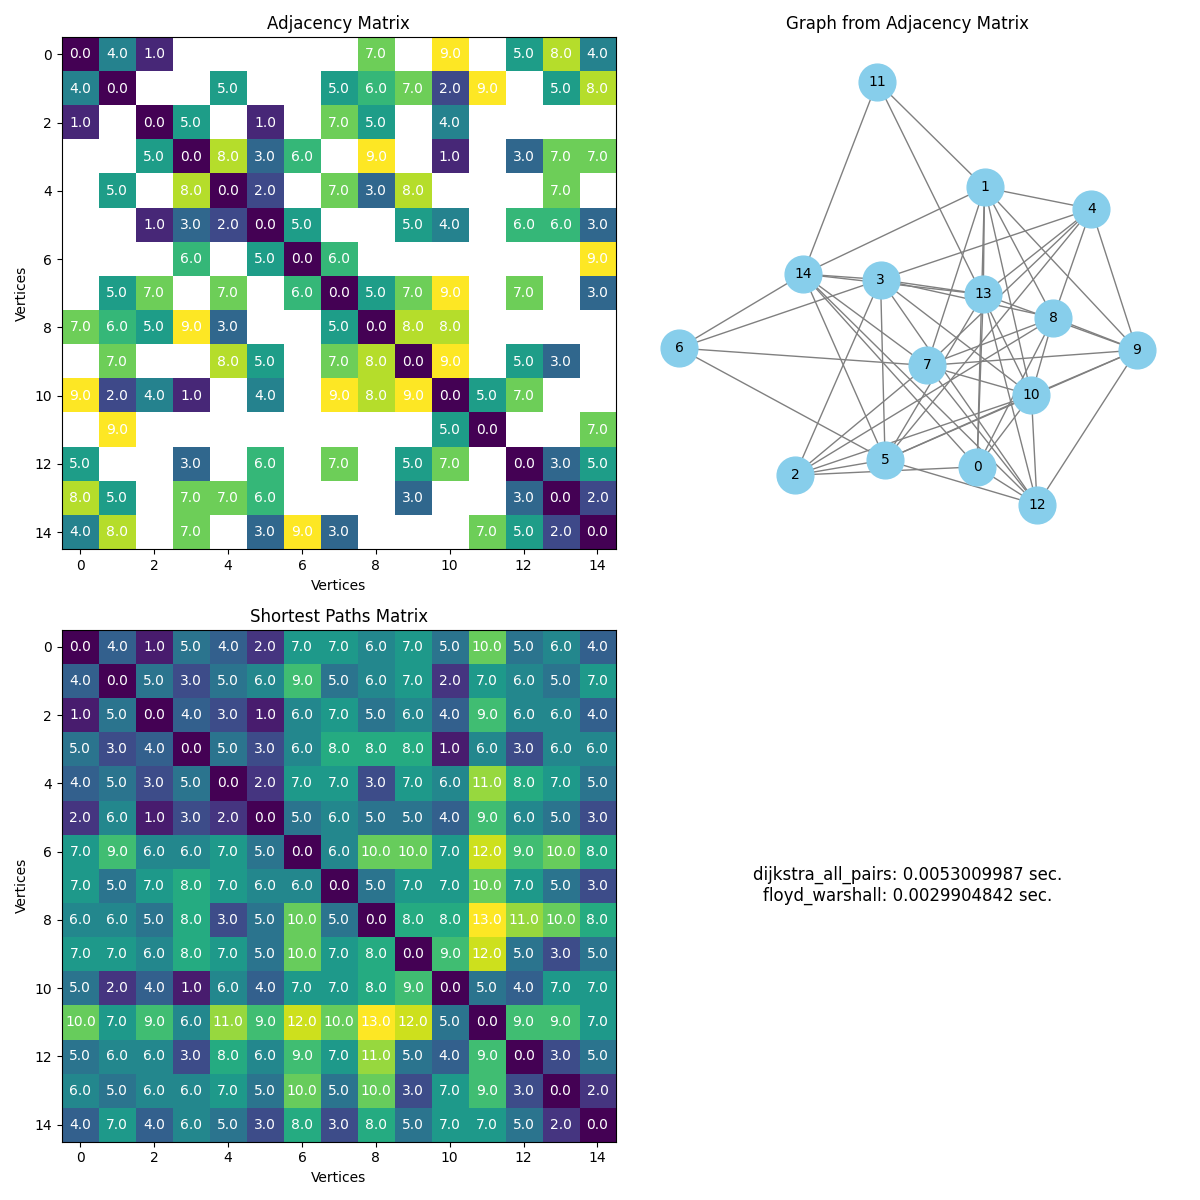 Adjacency Matrix
0 0.0 4.0 1.0 7.0 9.0 5.0 8.0 4.0
4.0 0.0 5.0 5.0 6.0 7.0 2.0 9.0 5.0 8.0
2 1.0 0.0 5.0 1.0 7.0 5.0 4.0
5.0 0.0 8.0 3.0 6.0 9.0 1.0 3.0 7.0 7.0
4 5.0 8.0 0.0 2.0 7.0 3.0 8.0 7.0
1.0 3.0 2.0 0.0 5.0 5.0 4.0 6.0 6.0 3.0
6 6.0 5.0 0.0 6.0 9.0
5.0 7.0 7.0 6.0 0.0 5.0 7.0 9.0 7.0 3.0
8 7.0 6.0 5.0 9.0 3.0 5.0 0.0 8.0 8.0
7.0 8.0 5.0 7.0 8.0 0.0 9.0 5.0 3.0
10 9.0 2.0 4.0 1.0 4.0 9.0 8.0 9.0 0.0 5.0 7.0
9.0 5.0 0.0 7.0
12 5.0 3.0 6.0 7.0 5.0 7.0 0.0 3.0 5.0
8.0 5.0 7.0 7.0 6.0 3.0 3.0 0.0 2.0
14 4.0 8.0 7.0 3.0 9.0 3.0 7.0 5.0 2.0 0.0
0 2 4 6 8 10 12 14
Vertices
Vertices
Graph from Adjacency Matrix
11
1
4
14
3
13
8
6
9
7
10
2
5
0
12
Shortest Paths Matrix
0 0.0 4.0 1.0 5.0 4.0 2.0 7.0 7.0 6.0 7.0 5.0 10.0 5.0 6.0 4.0
4.0 0.0 5.0 3.0 5.0 6.0 9.0 5.0 6.0 7.0 2.0 7.0 6.0 5.0 7.0
2 1.0 5.0 0.0 4.0 3.0 1.0 6.0 7.0 5.0 6.0 4.0 9.0 6.0 6.0 4.0
5.0 3.0 4.0 0.0 5.0 3.0 6.0 8.0 8.0 8.0 1.0 6.0 3.0 6.0 6.0
4 4.0 5.0 3.0 5.0 0.0 2.0 7.0 7.0 3.0 7.0 6.0 11.0 8.0 7.0 5.0
2.0 6.0 1.0 3.0 2.0 0.0 5.0 6.0 5.0 5.0 4.0 9.0 6.0 5.0 3.0
6 7.0 9.0 6.0 6.0 7.0 5.0 0.0 6.0 10.0 10.0 7.0 12.0 9.0 10.0 8.0
7.0 5.0 7.0 8.0 7.0 6.0 6.0 0.0 5.0 7.0 7.0 10.0 7.0 5.0 3.0
8 6.0 6.0 5.0 8.0 3.0 5.0 10.0 5.0 0.0 8.0 8.0 13.0 11.0 10.0 8.0
7.0 7.0 6.0 8.0 7.0 5.0 10.0 7.0 8.0 0.0 9.0 12.0 5.0 3.0 5.0
10 5.0 2.0 4.0 1.0 6.0 4.0 7.0 7.0 8.0 9.0 0.0 5.0 4.0 7.0 7.0
10.0 7.0 9.0 6.0 11.0 9.0 12.0 10.0 13.0 12.0 5.0 0.0 9.0 9.0 7.0
12 5.0 6.0 6.0 3.0 8.0 6.0 9.0 7.0 11.0 5.0 4.0 9.0 0.0 3.0 5.0
6.0 5.0 6.0 6.0 7.0 5.0 10.0 5.0 10.0 3.0 7.0 9.0 3.0 0.0 2.0
14 4.0 7.0 4.0 6.0 5.0 3.0 8.0 3.0 8.0 5.0 7.0 7.0 5.0 2.0 0.0
0 2 4 6 8 10 12 14
Vertices
Vertices
dijkstra_all_pairs: 0.0053009987 sec.
floyd_warshall: 0.0029904842 sec.